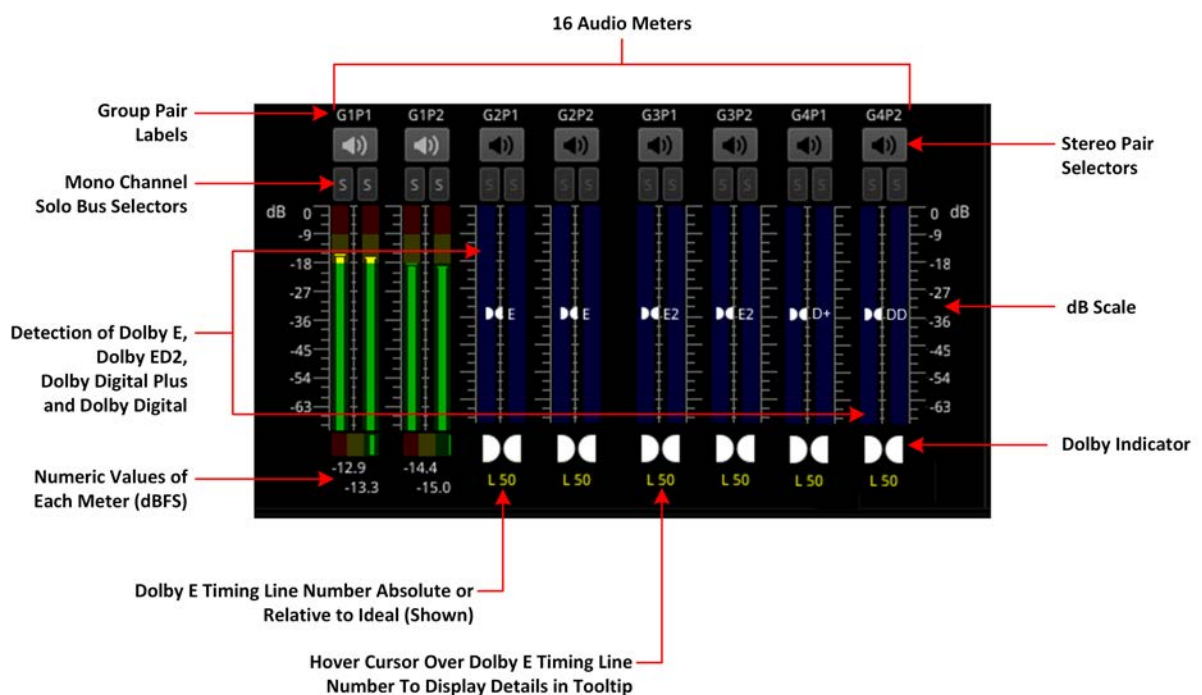 16 Audio Meters
Group Pair
Labels
G1P1 G1P2 G2P1 G2P2 G3P1 G3P2 G4P1 G4P2
Stereo Pair
Selectors
Mono Channel
Solo Bus Selectors
S S S S S S S S S S S S S S S S
dB 0 0 dB
-9 -9
-18 -18
-27 -27
-36 -36
-45 -45
-54 -54
-63 -63
E E E2 E2 D+ DD
dB Scale
Detection of Dolby E,
Dolby ED2,
Dolby Digital Plus
and Dolby Digital
Dolby Indicator
Numeric Values of
Each Meter (dBFS)
-12.9 -14.4
-13.3 -15.0
L 50 L 50 L 50 L 50 L 50 L 50
Dolby E Timing Line Number Absolute or
Relative to Ideal (Shown)
Hover Cursor Over Dolby E Timing Line
Number To Display Details in Tooltip